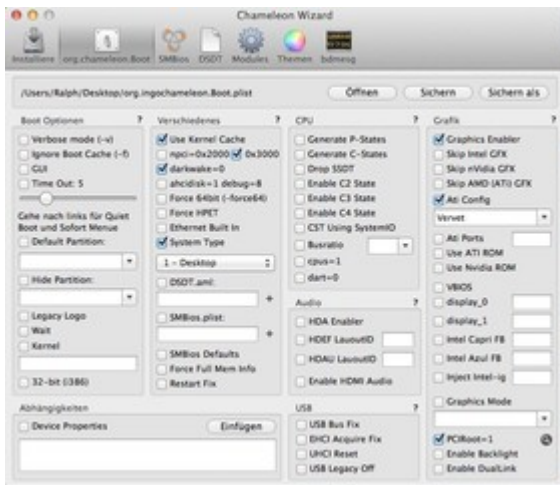 Chameleon Wizard
Installiere
org.chameleon.Boot
SMBios
DSDT
Modules
Themen
bdmesg
/Users/Ralph/Desktop/org.ingochameleon.Boot.plist
Öffnen
Sichern
Sichern als
Boot Optionen ?
Verbose mode (-v)
Ignore Boot Cache (-f)
GUI
Time Out: 5
Gehe nach links für Quiet
Boot und Sofort Menue
Default Partition:
Hide Partition:
Legacy Logo
Wait
Kernel
32-bit (i386)
Verschiedenes ?
Use Kernel Cache
npci=0x2000 0x3000
darkwake=0
ahcidisk=1 debug=8
Force 64bit (-force64)
Force HPET
Ethernet Built In
System Type
1 - Desktop
DSDT.aml:
+
SMBios.plist:
+
SMBios Defaults
Force Full Mem Info
Restart Fix
CPU ?
Generate P-States
Generate C-States
Drop SSDT
Enable C2 State
Enable C3 State
Enable C4 State
CST Using SystemIO
Busratio
cpus=1
dart=0
Audio ?
HDA Enabler
HDEF LauoutID
HDAU LauoutID
Enable HDMI Audio
USB ?
USB Bus Fix
EHCI Acquire Fix
UHCI Reset
USB Legacy Off
Grafik ?
Graphics Enabler
Skip Intel GFX
Skip nVidia GFX
Skip AMD (ATI) GFX
Ati Config
Vervet
Ati Ports
Use ATI ROM
Use Nvidia ROM
VBIOS
display_0
display_1
Intel Capri FB
Intel Azul FB
Inject Intel-ig
Graphics Mode
PCIRoot=1
Enable Backlight
Enable DualLink
Abhängigkeiten
Device Properties
Einfügen